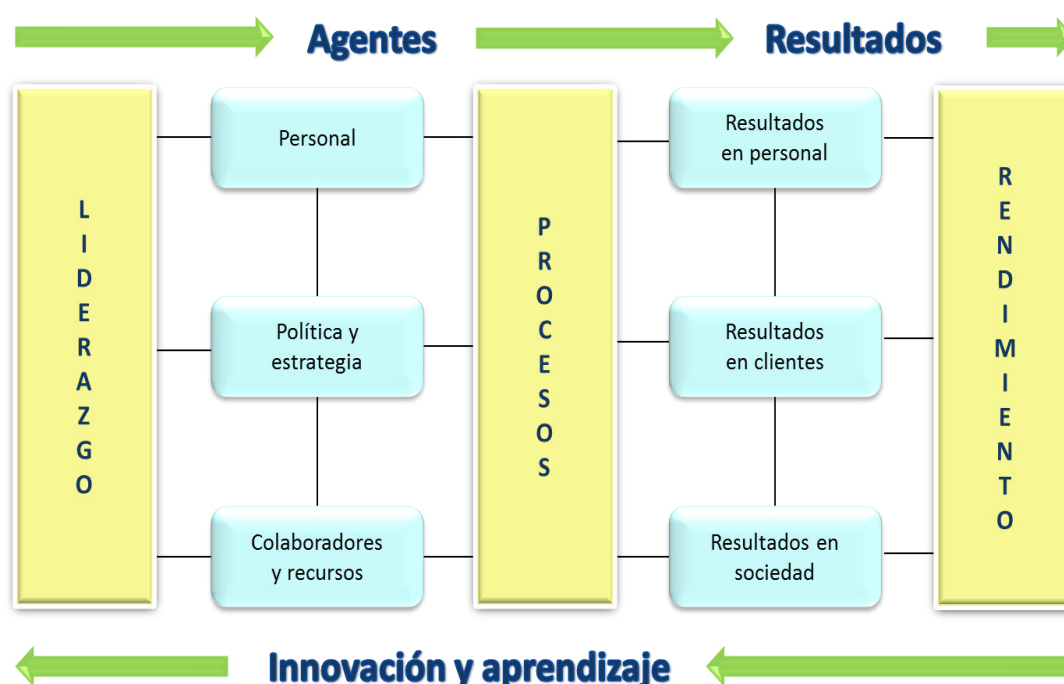 Agentes
Resultados
LIDERAZGO
Personal
Política y
estrategia
Colaboradores
y recursos
PROCESOS
Resultados
en personal
Resultados
en clientes
Resultados en
sociedad
RENDIMIENTO
Innovación y aprendizaje